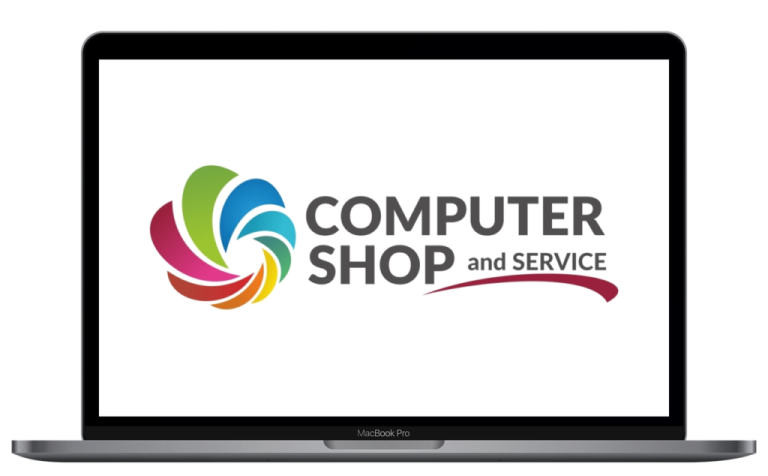 COMPUTER
SHOP and SERVICE
MacBook Pro